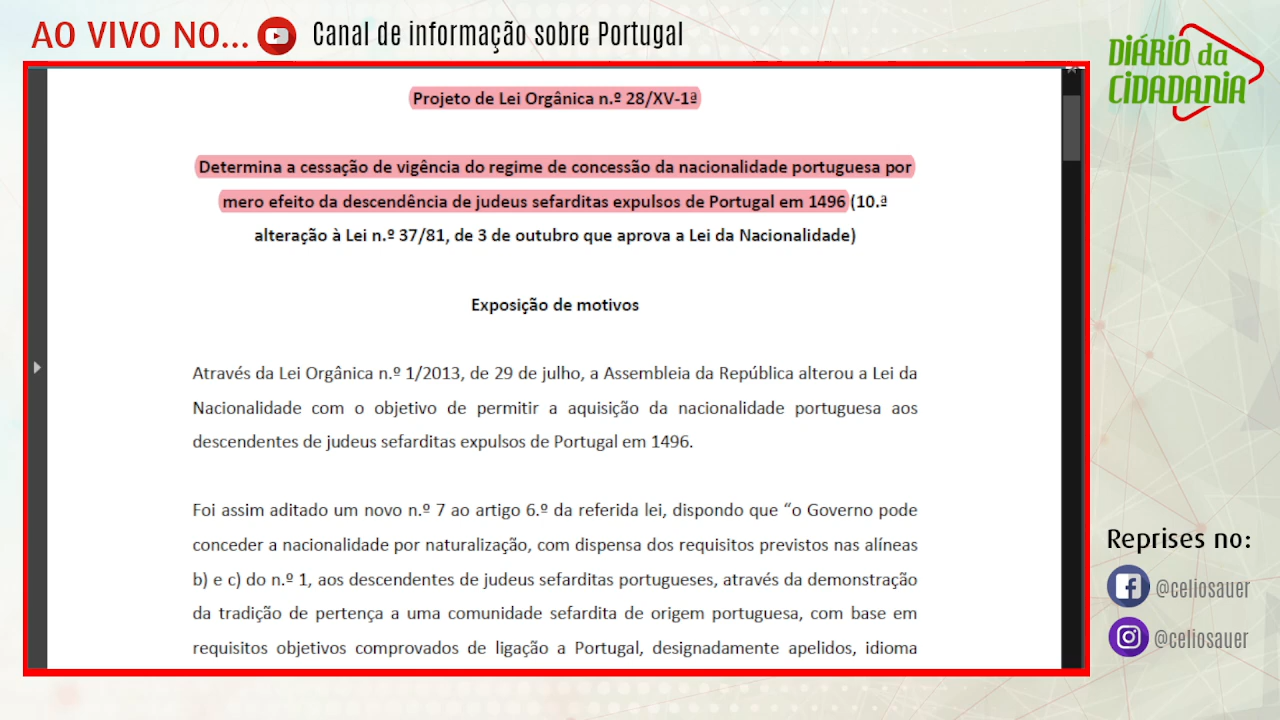 AO VIVO NO...
Canal de informação sobre Portugal
DIÁRIO da
CIDADANIA
Projeto de Lei Orgânica n.º 28/XV-1ª
Determina a cessação de vigência do regime de concessão da nacionalidade portuguesa por
mero efeito da descendência de judeus sefarditas expulsos de Portugal em 1496 (10.ª
alteração à Lei n.º 37/81, de 3 de outubro que aprova a Lei da Nacionalidade)
Exposição de motivos
Através da Lei Orgânica n.º 1/2013, de 29 de julho, a Assembleia da República alterou a Lei da
Nacionalidade com o objetivo de permitir a aquisição da nacionalidade portuguesa aos
descendentes de judeus sefarditas expulsos de Portugal em 1496.
Foi assim aditado um novo n.º 7 ao artigo 6.º da referida lei, dispondo que “o Governo pode
conceder a nacionalidade por naturalização, com dispensa dos requisitos previstos nas alíneas
b) e c) do n.º 1, aos descendentes de judeus sefarditas portugueses, através da demonstração
da tradição de pertença a uma comunidade sefardita de origem portuguesa, com base em
requisitos objetivos comprovados de ligação a Portugal, designadamente apelidos, idioma
Reprises no:
@celiosauer
@celiosauer